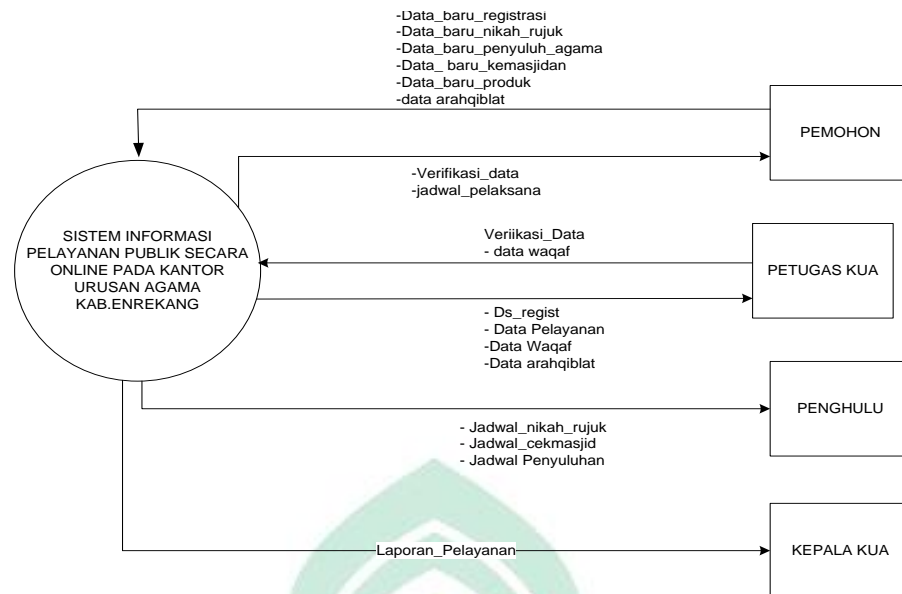 -Data_baru_registrasi
-Data_baru_nikah_rujuk
-Data_baru_penyuluh_agama
-Data_ baru_kemasjidan
-Data_baru_produk
-data arahqiblat
PEMOHON
-Verifikasi_data
-jadwal_pelaksana
SISTEM INFORMASI
PELAYANAN PUBLIK SECARA
ONLINE PADA KANTOR
URUSAN AGAMA
KAB.ENREKANG
Veriikasi_Data
- data waqaf
PETUGAS KUA
- Ds_regist
- Data Pelayanan
-Data Waqaf
-Data arahqiblat
PENGHULU
- Jadwal_nikah_rujuk
- Jadwal_cekmasjid
- Jadwal Penyuluhan
Laporan_Pelayanan
KEPALA KUA